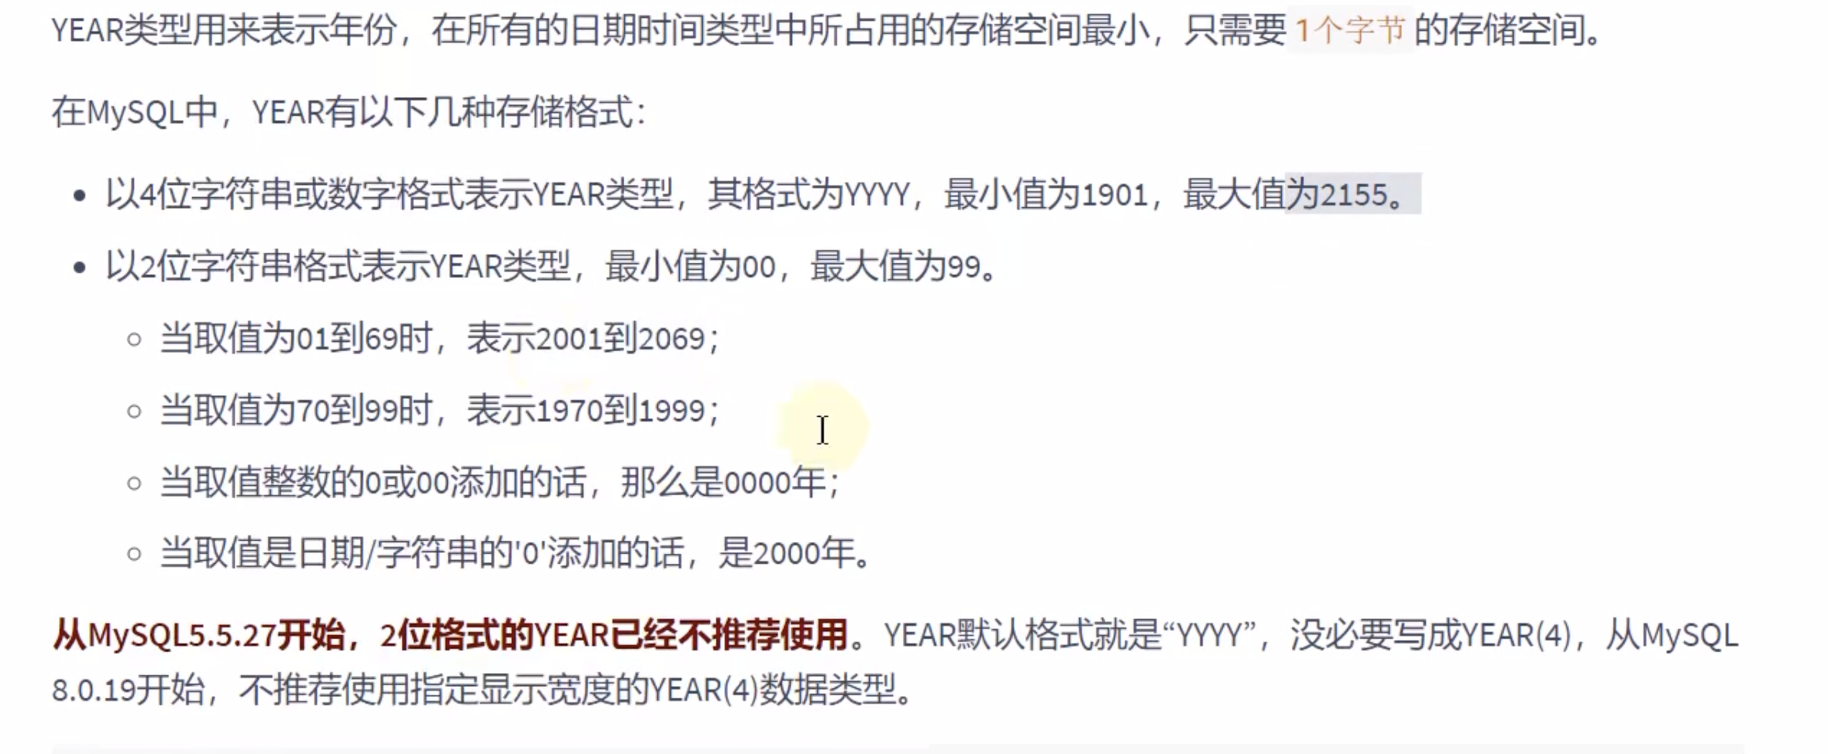 YEAR类型用来表示年份，在所有的日期时间类型中所占用的存储空间最小，只需要 1个字节 的存储空间。
在MySQL中，YEAR有以下几种存储格式：
• 以4位字符串或数字格式表示YEAR类型，其格式为YYYY，最小值为1901，最大值为2155。
• 以2位字符串格式表示YEAR类型，最小值为00，最大值为99。
○ 当取值为01到69时，表示2001到2069；
○ 当取值为70到99时，表示1970到1999；
○ 当取值整数的0或00添加的话，那么是0000年；
○ 当取值是日期/字符串的'0'添加的话，是2000年。
从MySQL5.5.27开始，2位格式的YEAR已经不推荐使用。YEAR默认格式就是“YYYY”，没必要写成YEAR(4)，从MySQL
8.0.19开始，不推荐使用指定显示宽度的YEAR(4)数据类型。